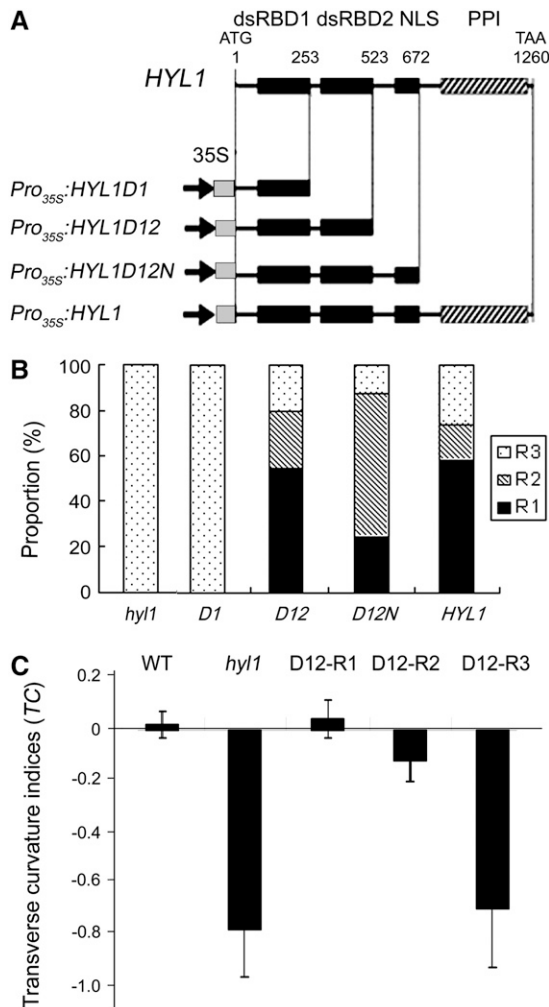 A
dsRBD1 dsRBD2 NLS PPI
ATG TAA
1 253 523 672 1260
HYL1
35S
Pro35S:HYL1D1
Pro35S:HYL1D12
Pro35S:HYL1D12N
Pro35S:HYL1
B
Proportion (%)
100
80
60
40
20
0
hyl1 D1 D12 D12N HYL1
R3
R2
R1
C
Transverse curvature indices (TC)
WT hyl1 D12-R1 D12-R2 D12-R3
0.2
0
-0.2
-0.4
-0.6
-0.8
-1.0